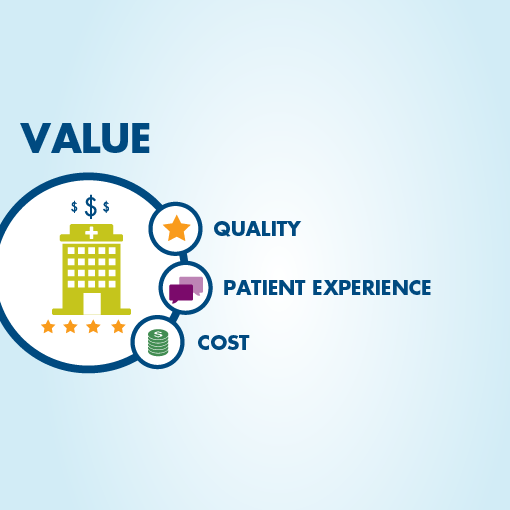 VALUE
$ $ $
QUALITY
PATIENT EXPERIENCE
COST
$